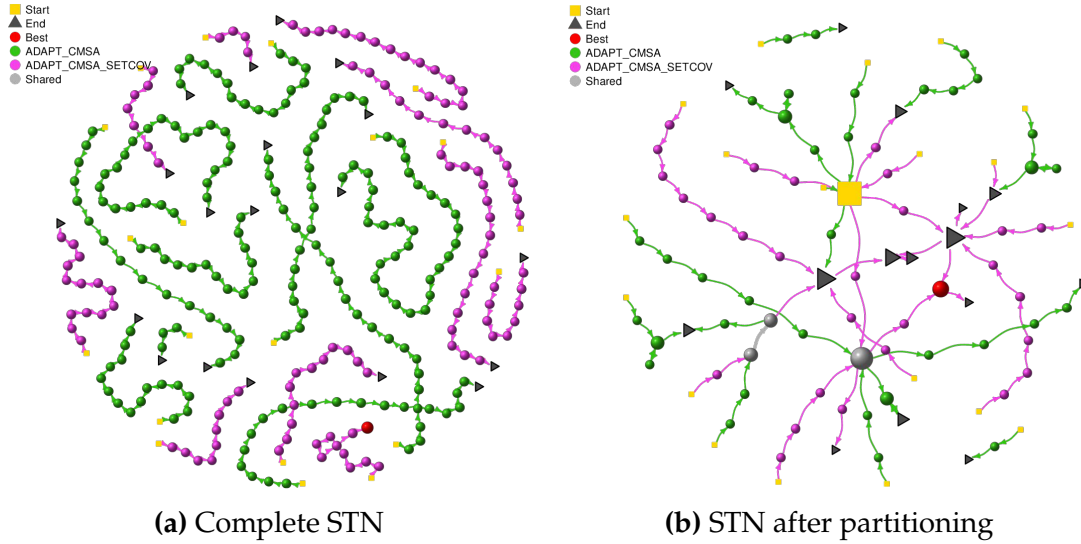 Start
End
Best
ADAPT_CMSA
ADAPT_CMSA_SETCOV
Shared
Start
End
Best
ADAPT_CMSA
ADAPT_CMSA_SETCOV
Shared
(a) Complete STN
(b) STN after partitioning